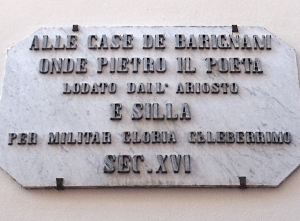 ALLE CASE DE BARIGNANI
ONDE PIETRO IL POETA
LODATO DALL' ARIOSTO
E SILLA
PER MILITAR GLORIA CELEBERRIMO
SEC. XVI